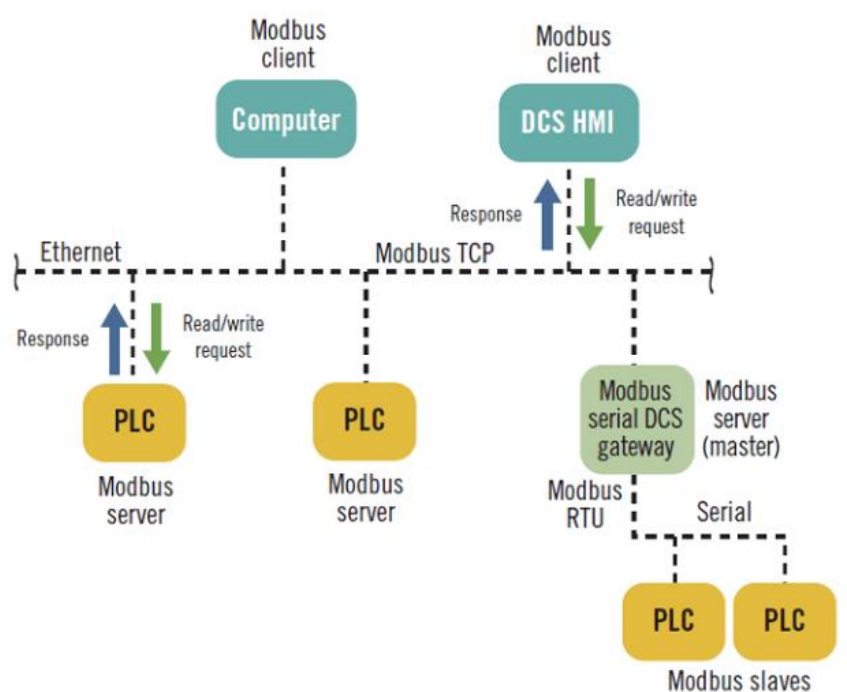 Modbus
client
Computer
Modbus
client
DCS HMI
Response
Read/write
request
Ethernet
Modbus TCP
Response
Read/write
request
PLC
Modbus
server
PLC
Modbus
server
Modbus
serial DCS
gateway
Modbus
server
(master)
Modbus
RTU
Serial
PLC
PLC
Modbus slaves